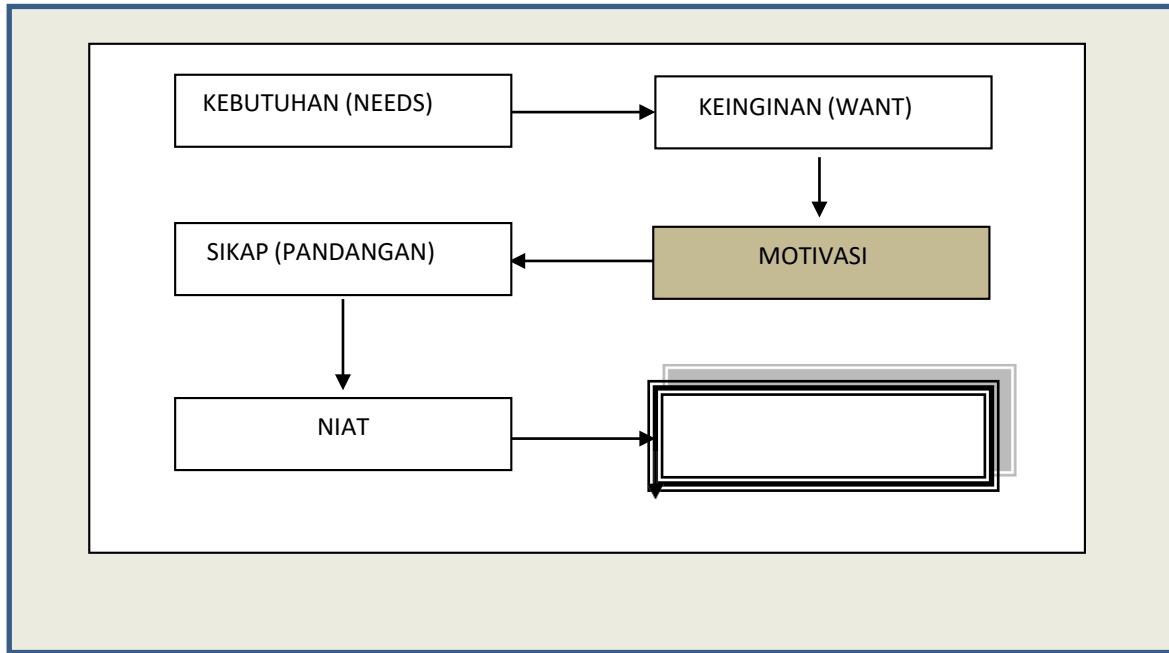 KEBUTUHAN (NEEDS)
KEINGINAN (WANT)
SIKAP (PANDANGAN)
MOTIVASI
NIAT